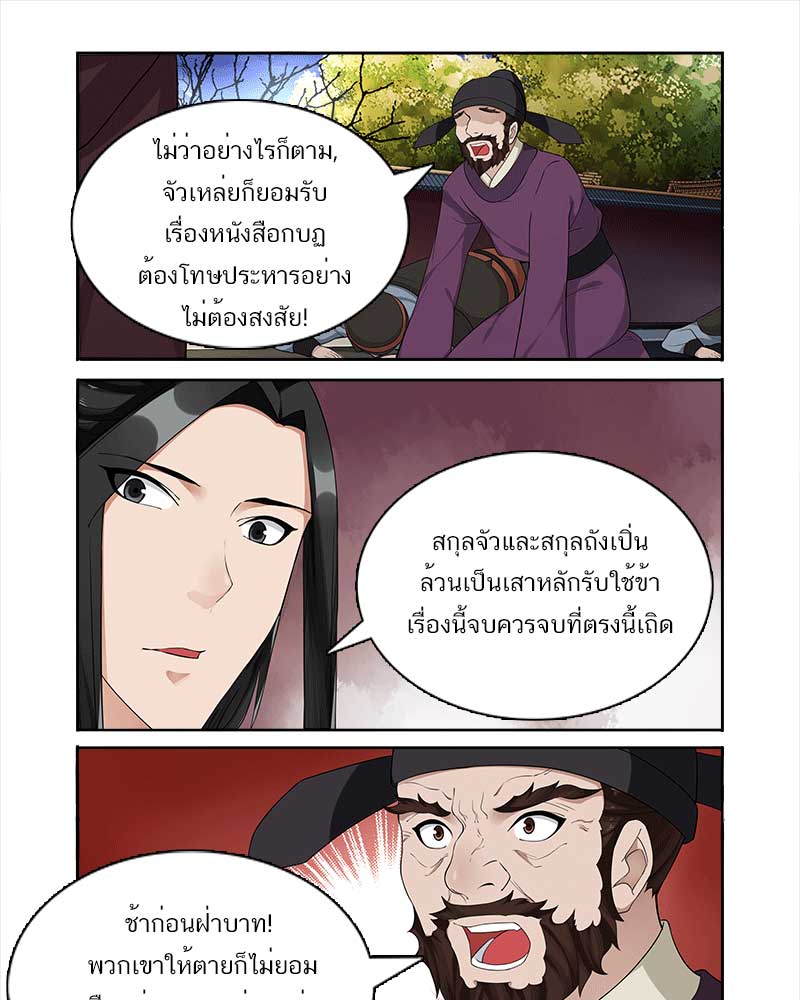 ไม่ว่าอย่างไรก็ตาม,
จัวเหล่ยก็ยอมรับ
เรื่องหนังสือกบฏ
ต้องโทษประหารอย่าง
ไม่ต้องสงสัย!
สกุลจัวและสกุลถังเปิ่น
ล้วนเป็นเสาหลักรับใช้ข้า
เรื่องนี้จบควรจบที่ตรงนี้เถิด
ช้าก่อนฝ่าบาท!
พวกเขาให้ตายก็ไม่ยอม